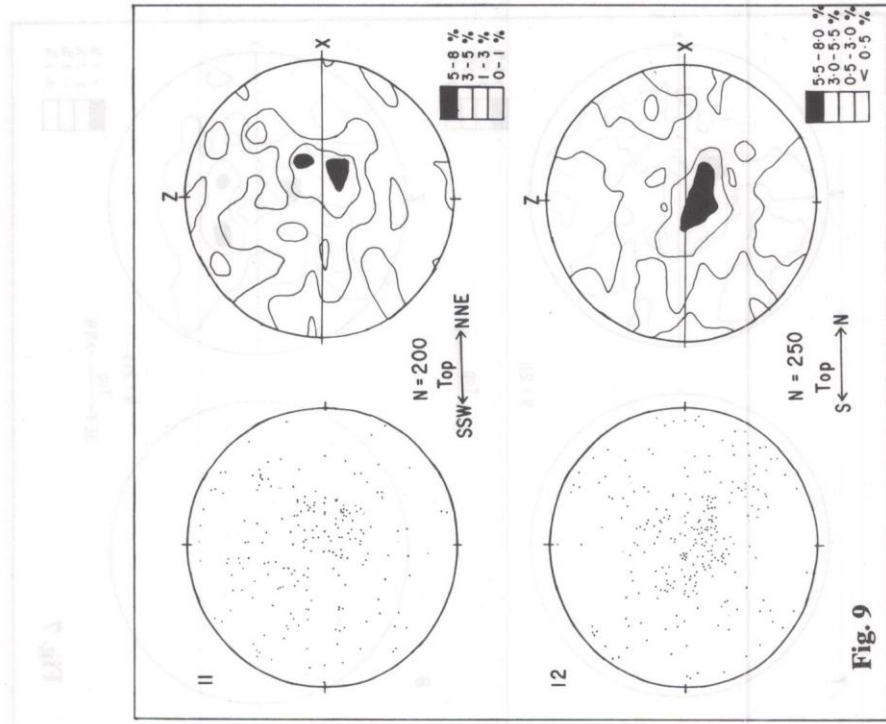 11
Z
X
N = 200
Top
SSW ⟷ NNE
5-8 %
3-5 %
1-3 %
0-1 %
12
Z
X
N = 250
Top
S ⟷ N
5·5-8·0 %
3·0-5·5 %
0·5-3·0 %
< 0·5 %
Fig. 9